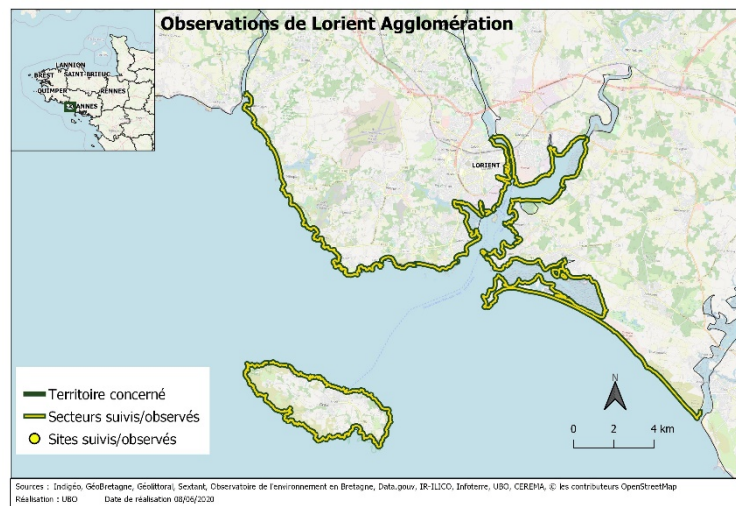 Observations de Lorient Agglomération
LANNION
BREST
SAINT-BRIEUC
QUIMPER
RENNES
VANNES
LORIENT
Territoire concerné
Secteurs suivis/observés
Sites suivis/observés
N
0 2 4 km
Sources : Indigéo, GéoBretagne, Géolittoral, Sextant, Observatoire de l'environnement en Bretagne, Data.gouv, IR-ILICO, Infoterre, UBO, CEREMA, © les contributeurs OpenStreetMap
Réalisation : UBO Date de réalisation 08/06/2020